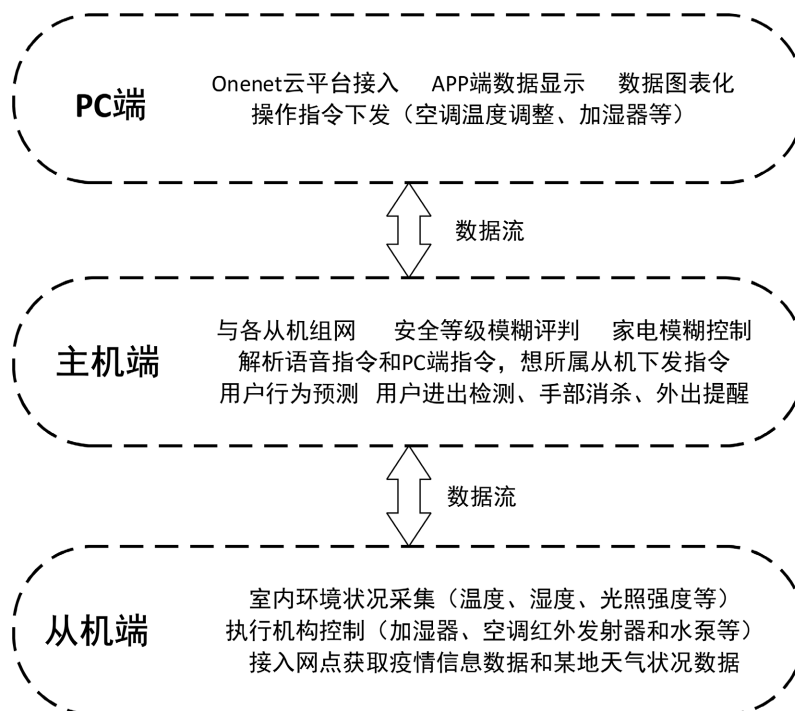 PC端
Onenet云平台接入 APP端数据显示 数据图表化
操作指令下发（空调温度调整、加湿器等）
数据流
主机端
与各从机组网 安全等级模糊评判 家电模糊控制
解析语音指令和PC端指令，想所属从机下发指令
用户行为预测 用户进出检测、手部消杀、外出提醒
数据流
从机端
室内环境状况采集（温度、湿度、光照强度等）
执行机构控制（加湿器、空调红外发射器和水泵等）
接入网点获取疫情信息数据和某地天气状况数据